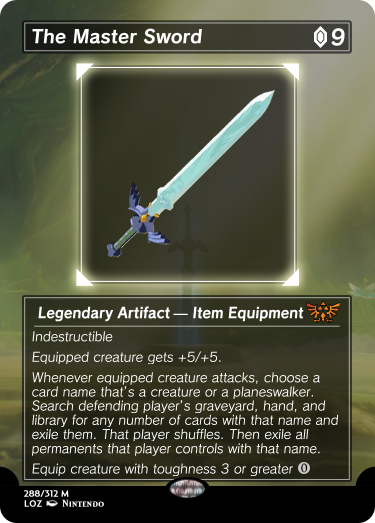 The Master Sword 9
Legendary Artifact — Item Equipment
Indestructible
Equipped creature gets +5/+5.
Whenever equipped creature attacks, choose a
card name that's a creature or a planeswalker.
Search defending player's graveyard, hand, and
library for any number of cards with that name and
exile them. That player shuffles. Then exile all
permanents that player controls with that name.
Equip creature with toughness 3 or greater 0
288/312 M
LOZ Nintendo